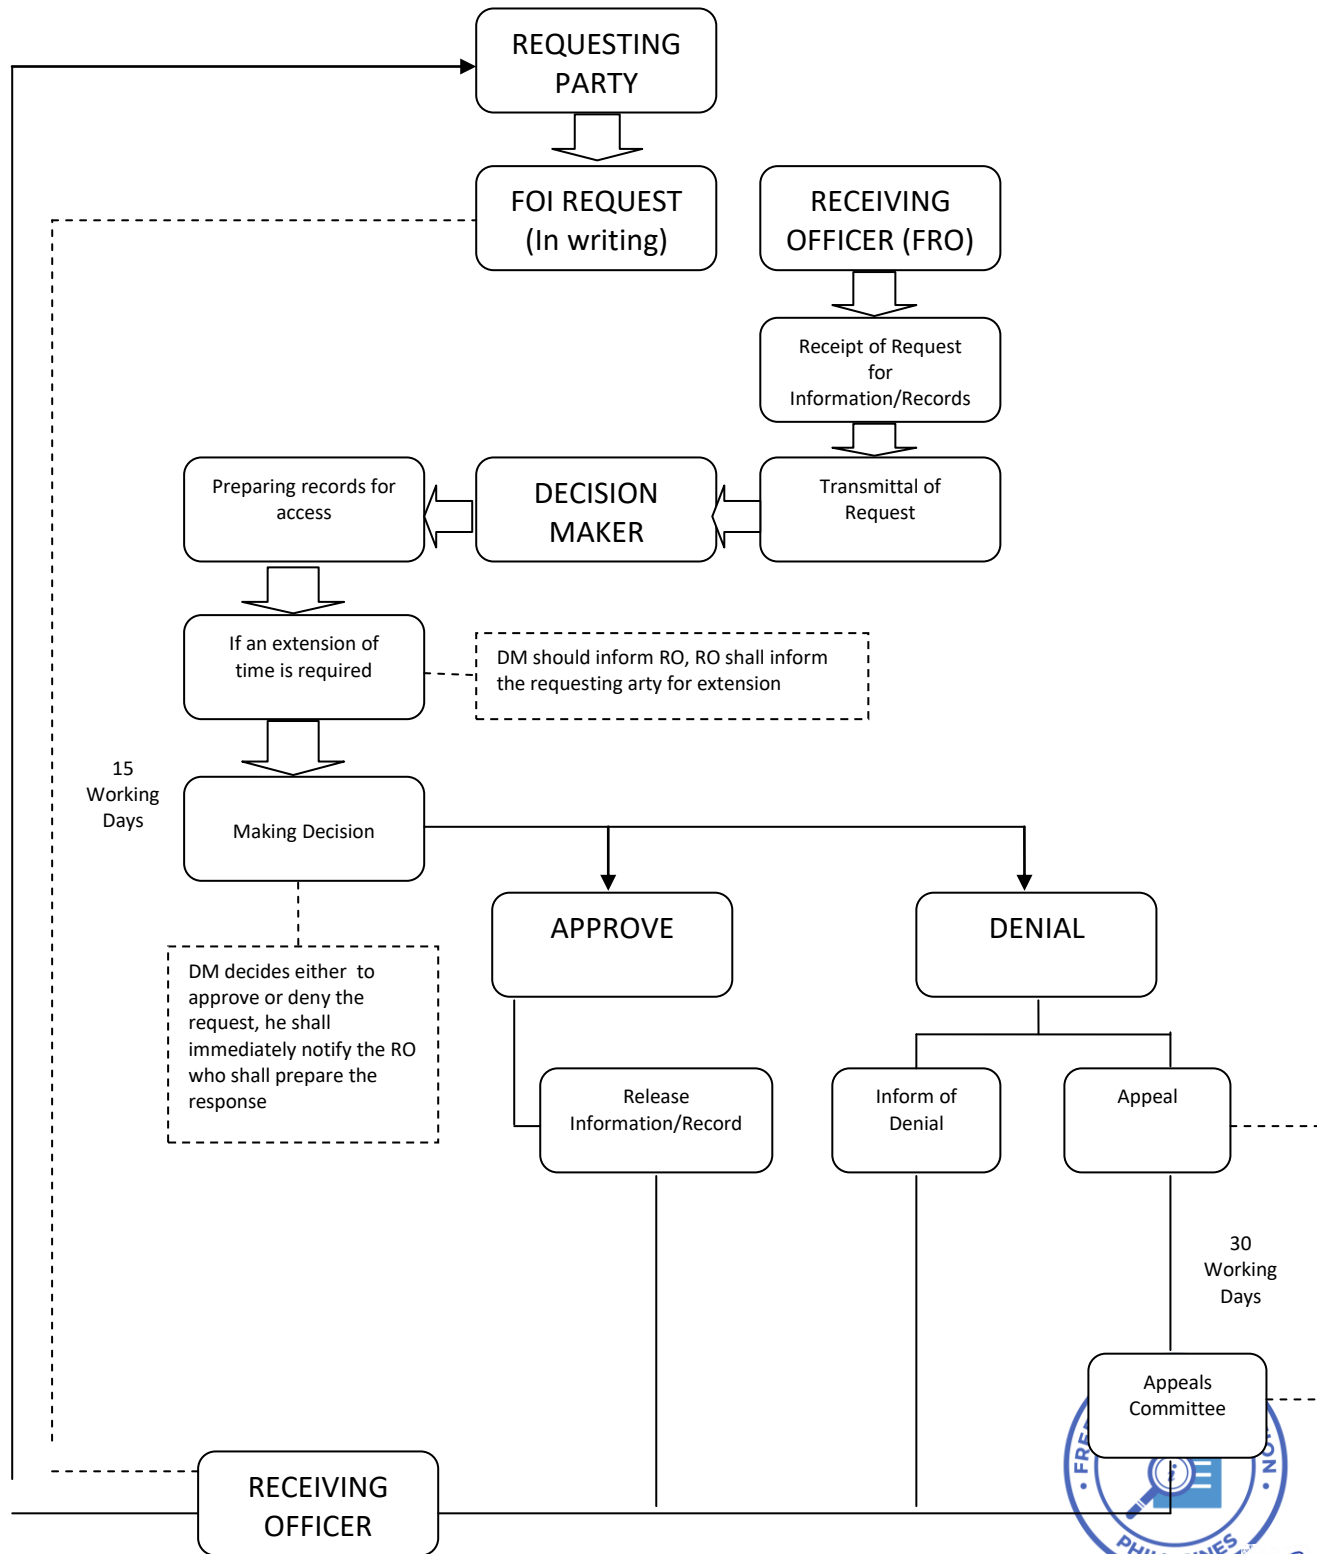 REQUESTING
PARTY
FOI REQUEST
(In writing)
RECEIVING
OFFICER (FRO)
Receipt of Request
for
Information/Records
Preparing records for
access
DECISION
MAKER
Transmittal of
Request
If an extension of
time is required
DM should inform RO, RO shall inform
the requesting arty for extension
15
Working
Days
Making Decision
APPROVE
DENIAL
DM decides either to
approve or deny the
request, he shall
immediately notify the RO
who shall prepare the
response
Release
Information/Record
Inform of
Denial
Appeal
30
Working
Days
Appeals
Committee
RECEIVING
OFFICER